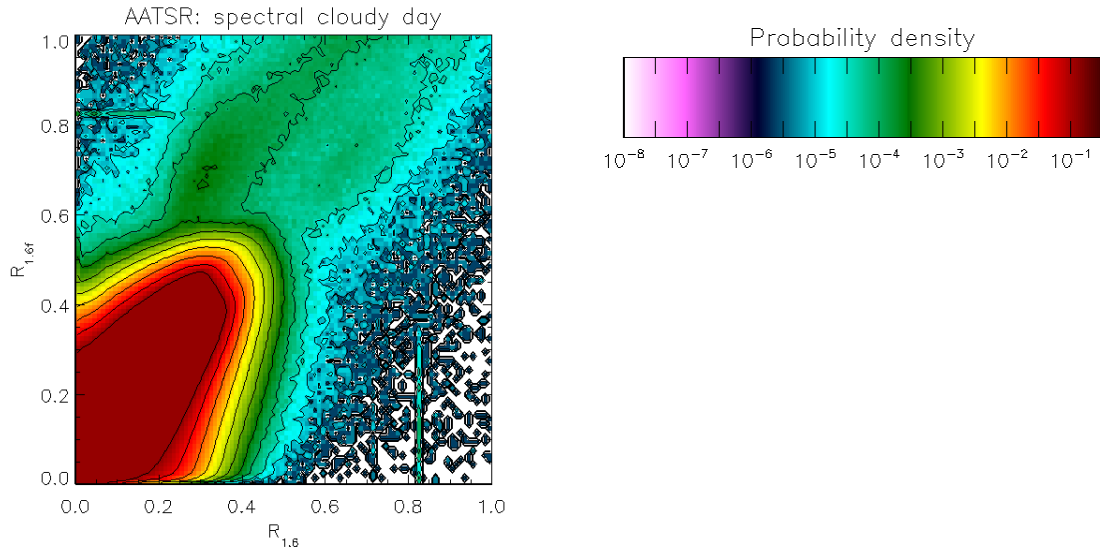 AATSR: spectral cloudy day
1.0
0.8
0.6
0.4
0.2
0.0
R1.6f
0.0 0.2 0.4 0.6 0.8 1.0
R1.6
Probability density
10⁻⁸ 10⁻⁷ 10⁻⁶ 10⁻⁵ 10⁻⁴ 10⁻³ 10⁻² 10⁻¹